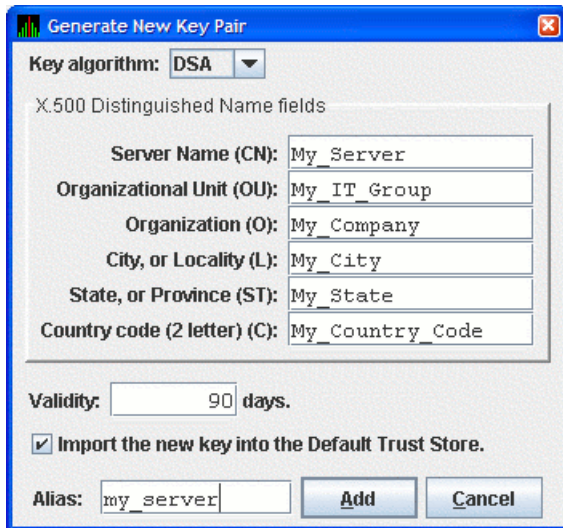 Generate New Key Pair
Key algorithm: DSA
X.500 Distinguished Name fields
Server Name (CN): My_Server
Organizational Unit (OU): My_IT_Group
Organization (O): My_Company
City, or Locality (L): My_City
State, or Province (ST): My_State
Country code (2 letter) (C): My_Country_Code
Validity: 90 days.
Import the new key into the Default Trust Store.
Alias: my_server Add Cancel